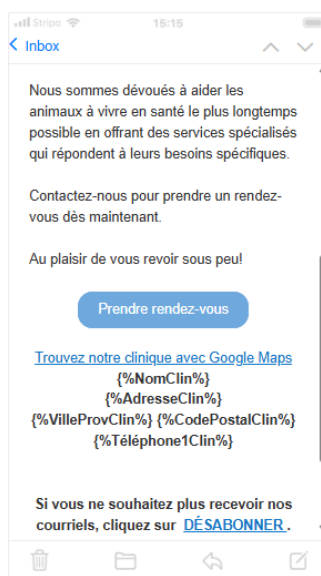 Stripo
15:15
Inbox
Nous sommes dévoués à aider les
animaux à vivre en santé le plus longtemps
possible en offrant des services spécialisés
qui répondent à leurs besoins spécifiques.
Contactez-nous pour prendre un rendez-
vous dès maintenant.
Au plaisir de vous revoir sous peu!
Prendre rendez-vous
Trouvez notre clinique avec Google Maps
{%NomClin%}
{%AdresseClin%}
{%VilleProvClin%} {%CodePostalClin%}
{%Téléphone1Clin%}
Si vous ne souhaitez plus recevoir nos
courriels, cliquez sur DÉSABONNER .